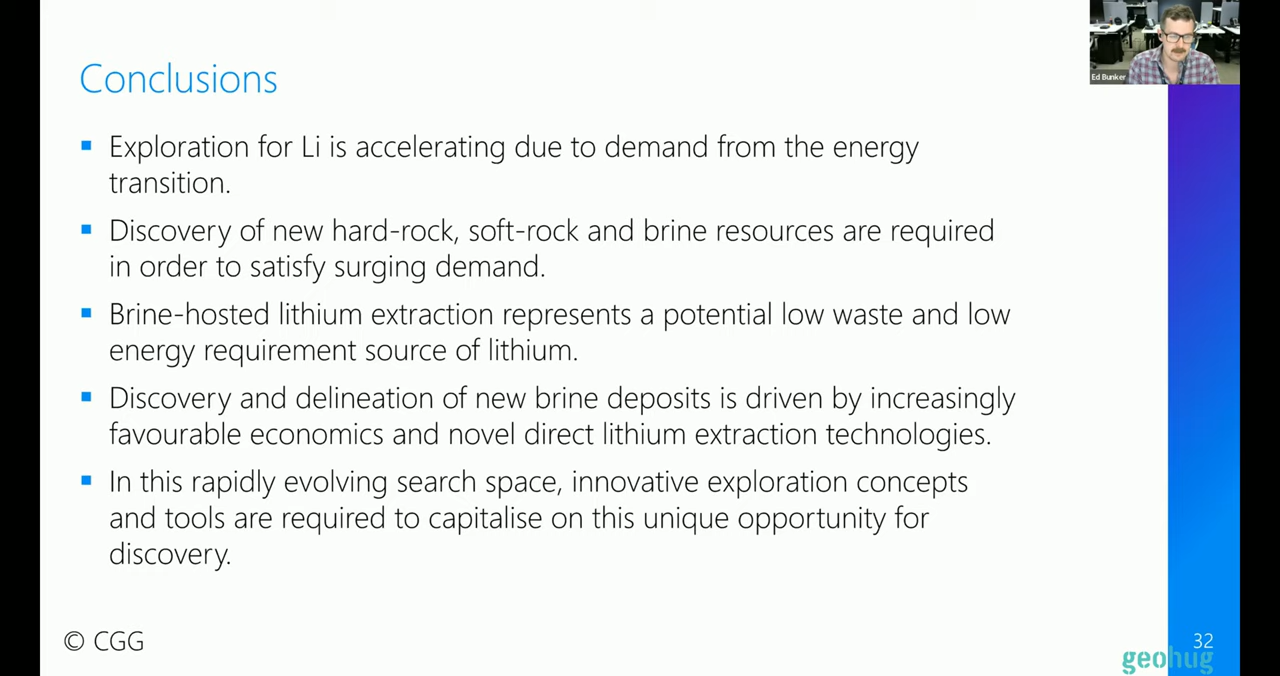 Ed Bunker
Conclusions
Exploration for Li is accelerating due to demand from the energy
transition.
Discovery of new hard-rock, soft-rock and brine resources are required
in order to satisfy surging demand.
Brine-hosted lithium extraction represents a potential low waste and low
energy requirement source of lithium.
Discovery and delineation of new brine deposits is driven by increasingly
favourable economics and novel direct lithium extraction technologies.
In this rapidly evolving search space, innovative exploration concepts
and tools are required to capitalise on this unique opportunity for
discovery.
© CGG
32
geohug